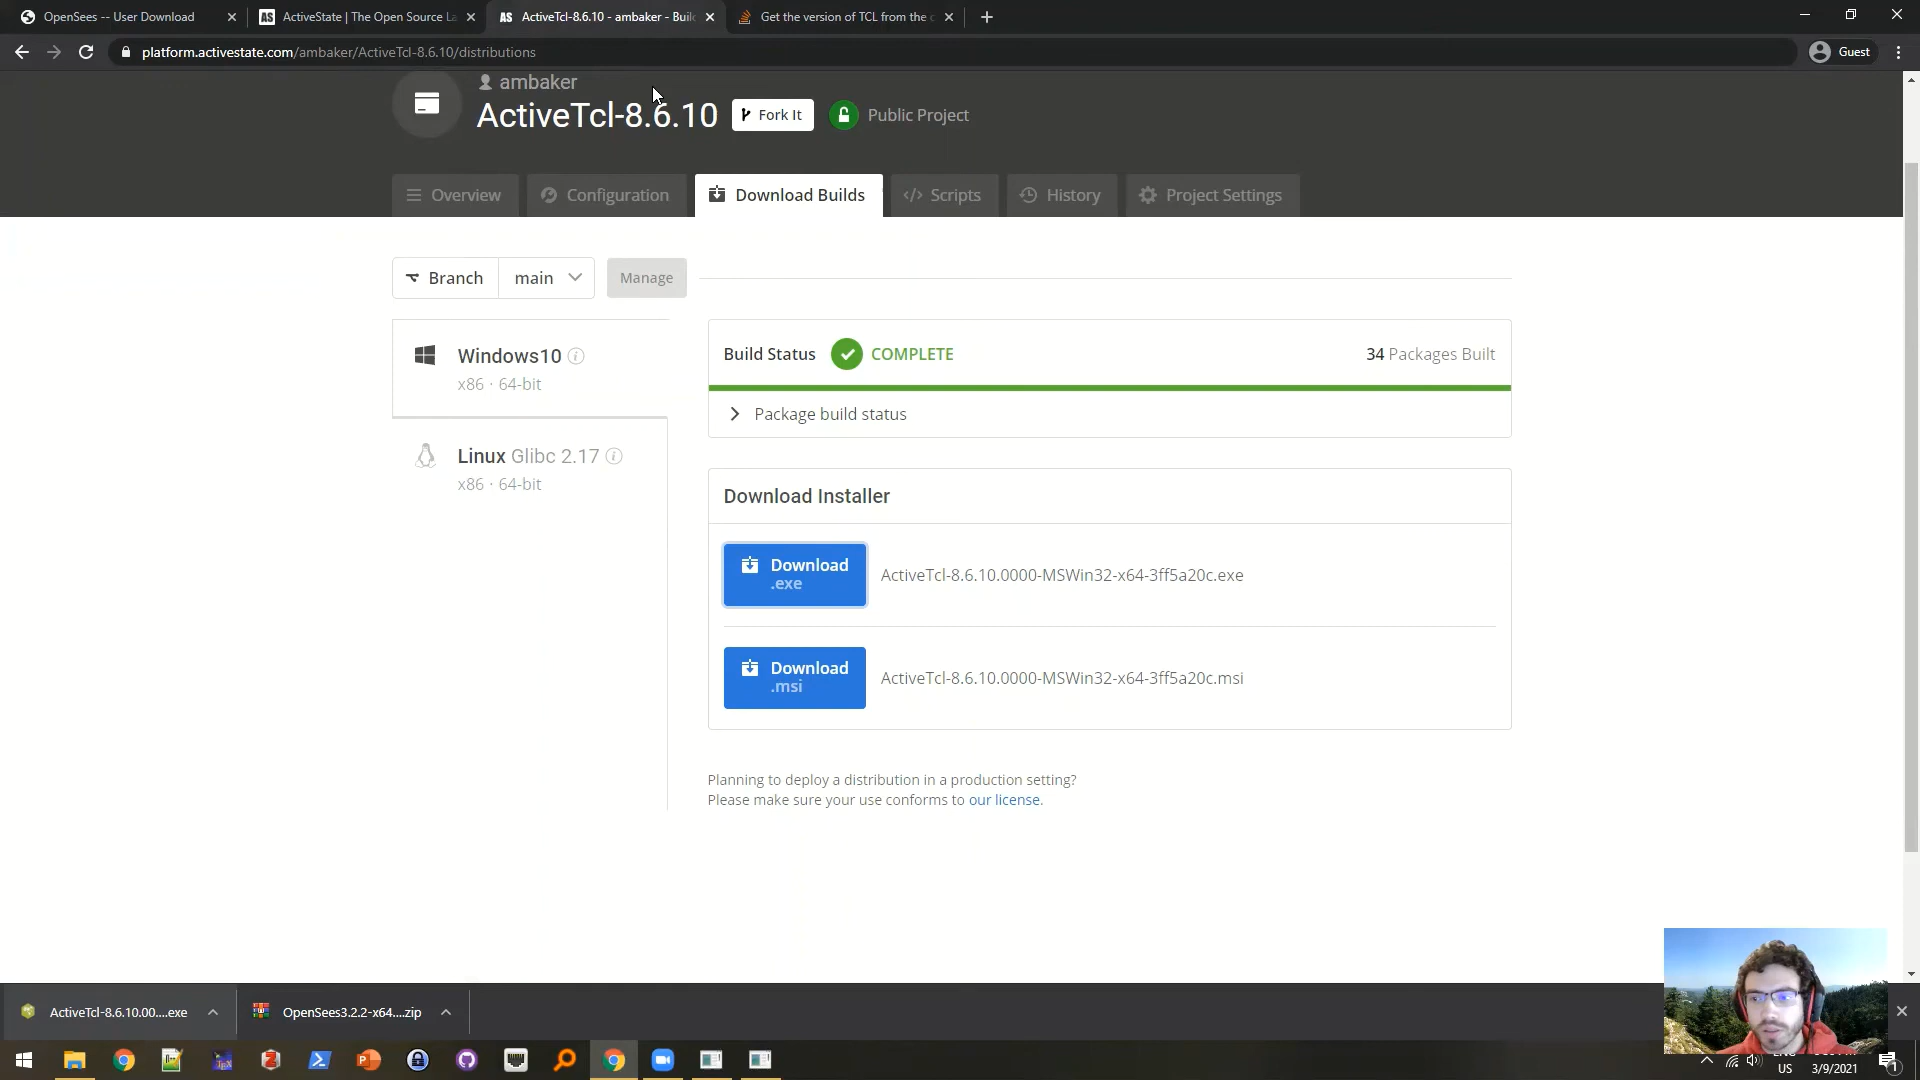 OpenSees -- User Download
AS ActiveState | The Open Source La
AS ActiveTcl-8.6.10 - ambaker - Buil
Get the version of TCL from the c
platform.activestate.com/ambaker/ActiveTcl-8.6.10/distributions
Guest
ambaker
ActiveTcl-8.6.10
Fork It
Public Project
Overview
Configuration
Download Builds
Scripts
History
Project Settings
Branch
main
Manage
Windows10
x86 · 64-bit
Linux Glibc 2.17
x86 · 64-bit
Build Status
COMPLETE
34 Packages Built
Package build status
Download Installer
Download
.exe
ActiveTcl-8.6.10.0000-MSWin32-x64-3ff5a20c.exe
Download
.msi
ActiveTcl-8.6.10.0000-MSWin32-x64-3ff5a20c.msi
Planning to deploy a distribution in a production setting?
Please make sure your use conforms to our license.
ActiveTcl-8.6.10.00....exe
OpenSees3.2.2-x64....zip
US
3/9/2021
1